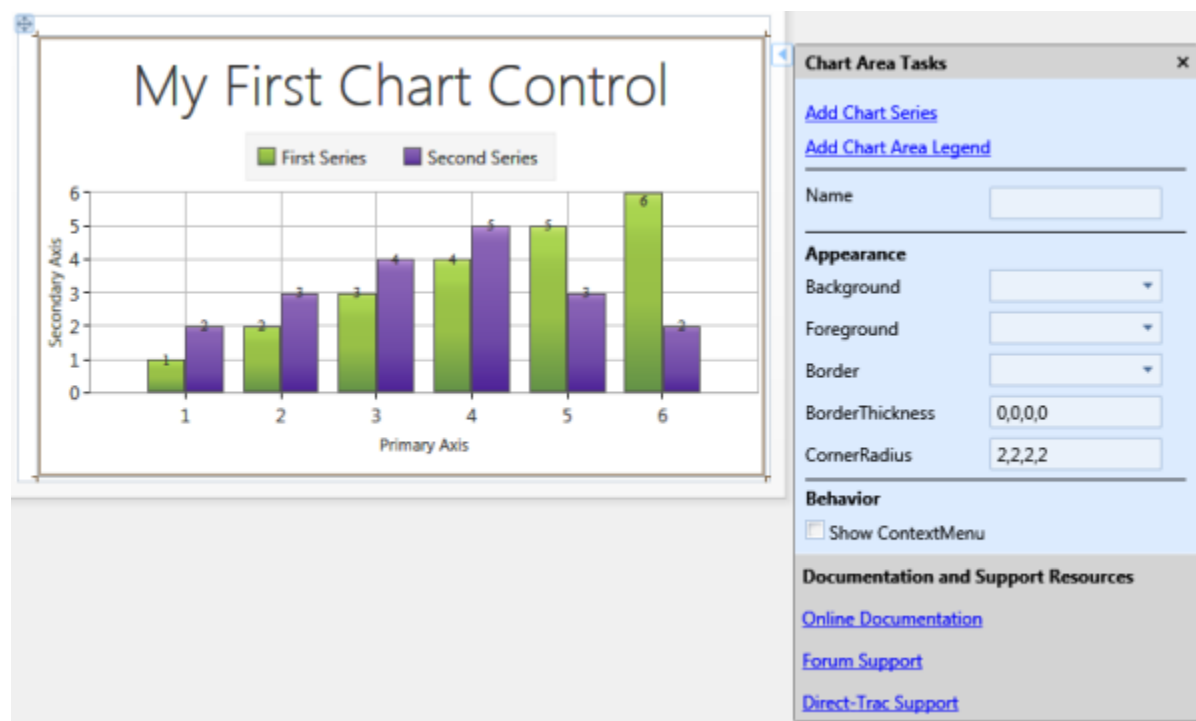 My First Chart Control
First Series Second Series
6
5
4
3
2
1
0
Secondary Axis
1 2 2 3 3 4 4 5 5 3 6 2
1 2 3 4 5 6
Primary Axis
Chart Area Tasks ×
Add Chart Series
Add Chart Area Legend
Name
Appearance
Background
Foreground
Border
BorderThickness 0,0,0,0
CornerRadius 2,2,2,2
Behavior
Show ContextMenu
Documentation and Support Resources
Online Documentation
Forum Support
Direct-Trac Support